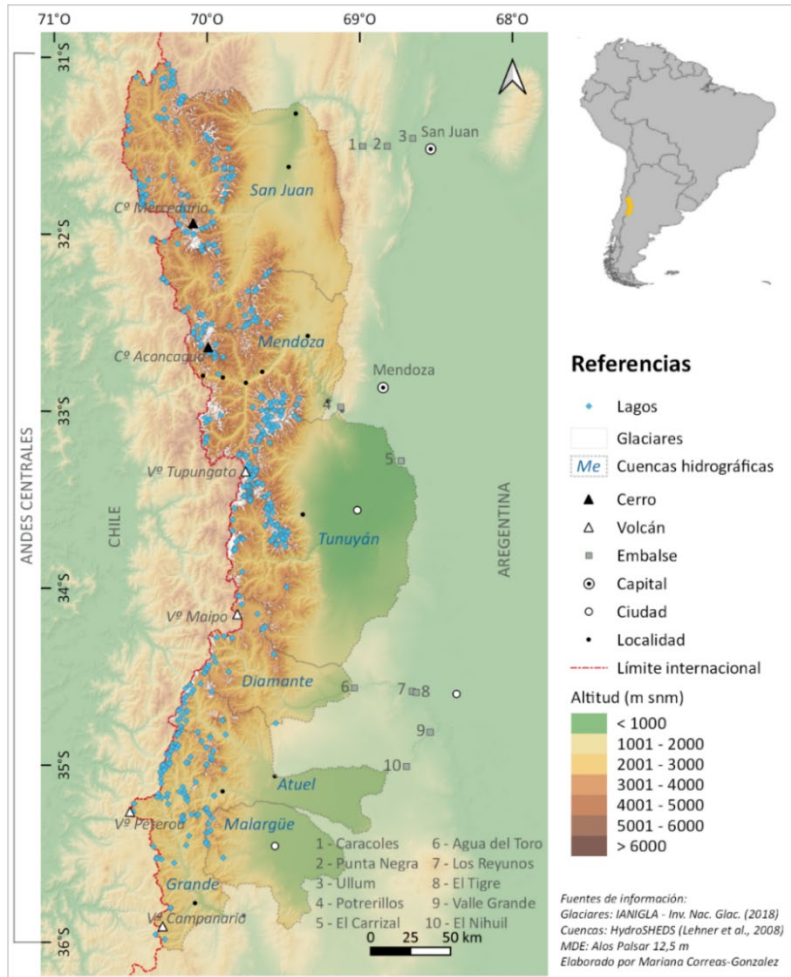 71°O
70°O
69°O
68°O
31°S
32°S
33°S
34°S
35°S
36°S
ANDES CENTRALES
CHILE
AREGENTINA
1
2
3
San Juan
San Juan
Cº Mercedario
Mendoza
Cº Aconcagua
Mendoza
4
5
Vº Tupungato
Tunuyán
Vº Maipo
Diamante
6
7
8
9
10
Atuel
Vº Peteroa
Malargüe
Grande
Vº Campanario
1 - Caracoles
2 - Punta Negra
3 - Ullum
4 - Potrerillos
5 - El Carrizal
6 - Agua del Toro
7 - Los Reyunos
8 - El Tigre
9 - Valle Grande
10 - El Nihuil
0 25 50 km
Referencias
Lagos
Glaciares
Me Cuencas hidrográficas
Cerro
Volcán
Embalse
Capital
Ciudad
Localidad
Límite internacional
Altitud (m snm)
< 1000
1001 - 2000
2001 - 3000
3001 - 4000
4001 - 5000
5001 - 6000
> 6000
Fuentes de información:
Glaciares: IANIGLA - Inv. Nac. Glac. (2018)
Cuencas: HydroSHEDS (Lehner et al., 2008)
MDE: Alos Palsar 12,5 m
Elaborado por Mariana Correas-Gonzalez